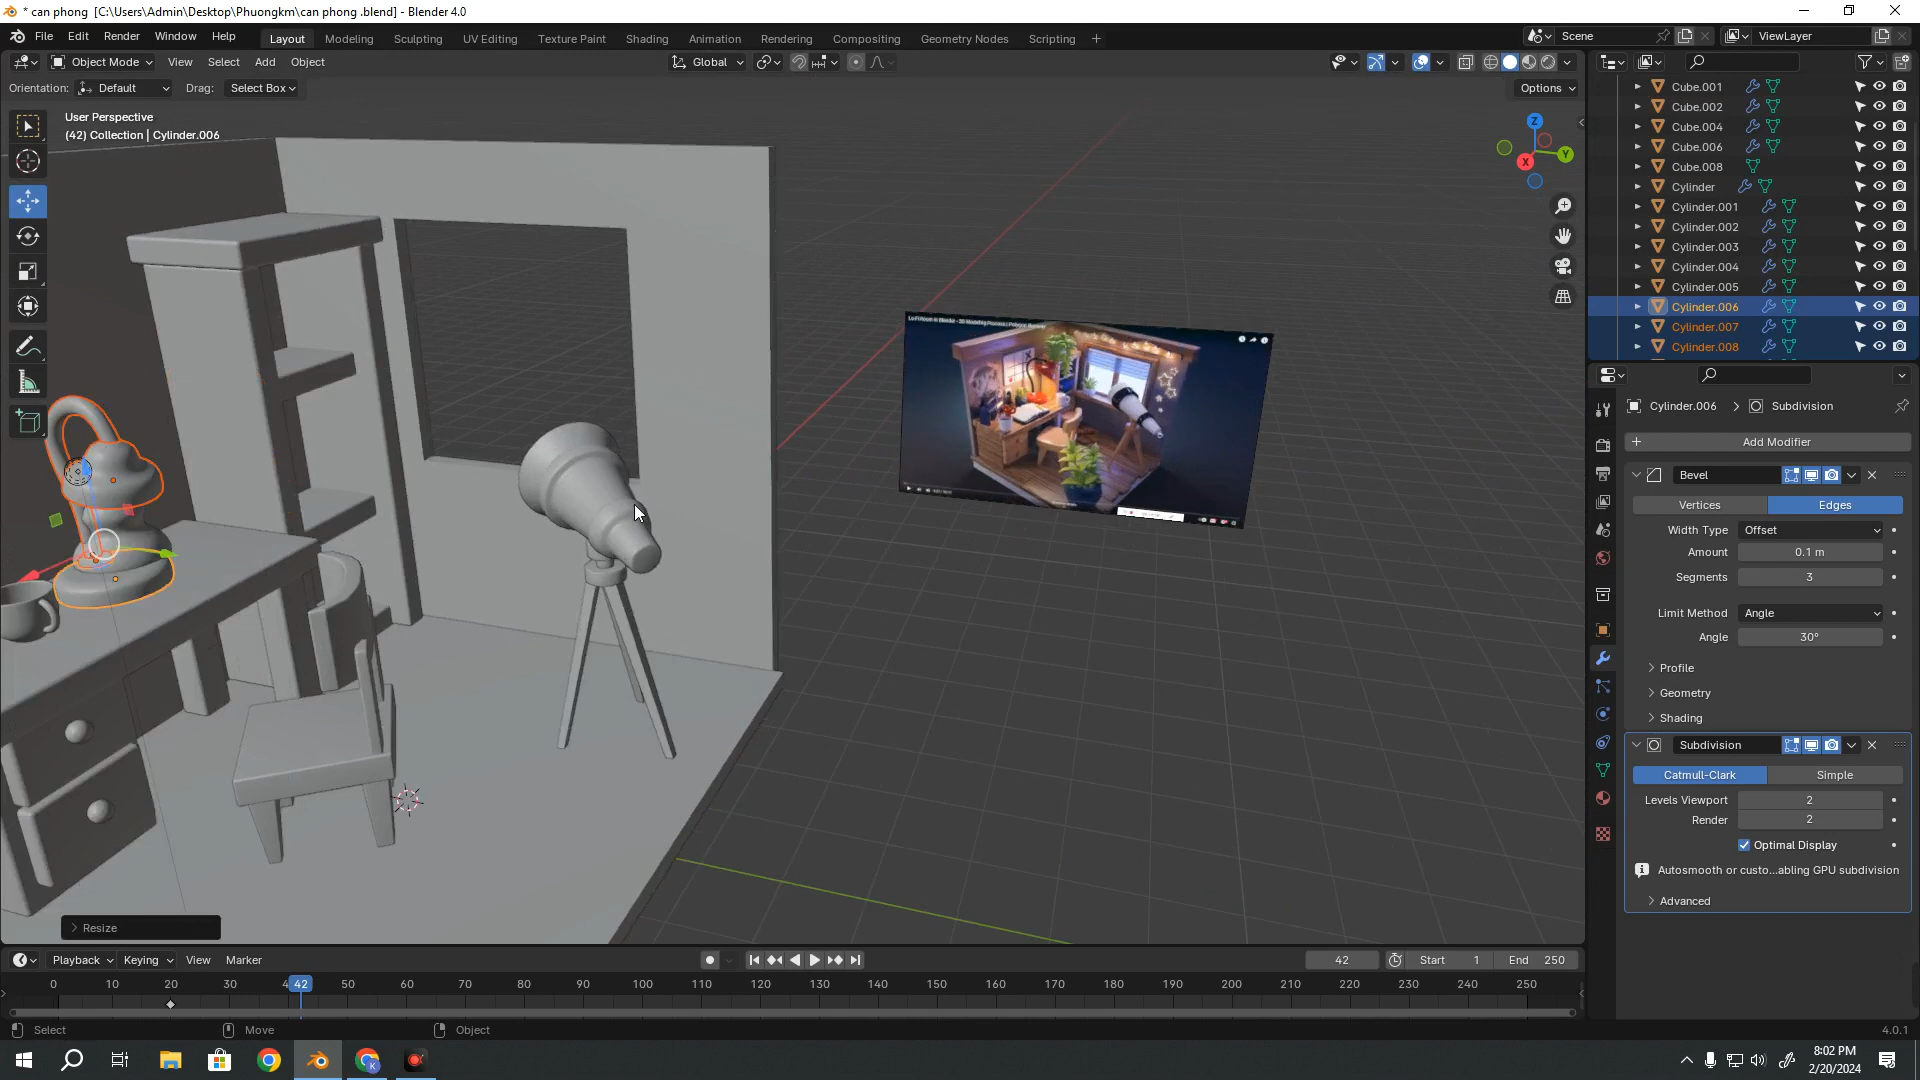 * can phong  [C:\Users\Admin\Desktop\Phuongkm\can phong .blend] - Blender 4.0
File Edit Render Window Help
Layout Modeling Sculpting UV Editing Texture Paint Shading Animation Rendering Compositing Geometry Nodes Scripting +
Scene
ViewLayer
Object Mode View Select Add Object
Global
Orientation: Default Drag: Select Box
Options
User Perspective
(42) Collection | Cylinder.006
Z
Y
X
Cube.001
Cube.002
Cube.004
Cube.006
Cube.008
Cylinder
Cylinder.001
Cylinder.002
Cylinder.003
Cylinder.004
Cylinder.005
Cylinder.006
Cylinder.007
Cylinder.008
Cylinder.006 > Subdivision
+ Add Modifier
Bevel
Vertices Edges
Width Type Offset
Amount 0.1 m
Segments 3
Limit Method Angle
Angle 30°
Profile
Geometry
Shading
Subdivision
Catmull-Clark Simple
Levels Viewport 2
Render 2
Optimal Display
Autosmooth or custo...abling GPU subdivision
Advanced
Resize
Playback Keying View Marker
42
Start 1 End 250
0 10 20 30 4 42 50 60 70 80 90 100 110 120 130 140 150 160 170 180 190 200 210 220 230 240 250
Select Move Object
4.0.1
8:02 PM
2/20/2024